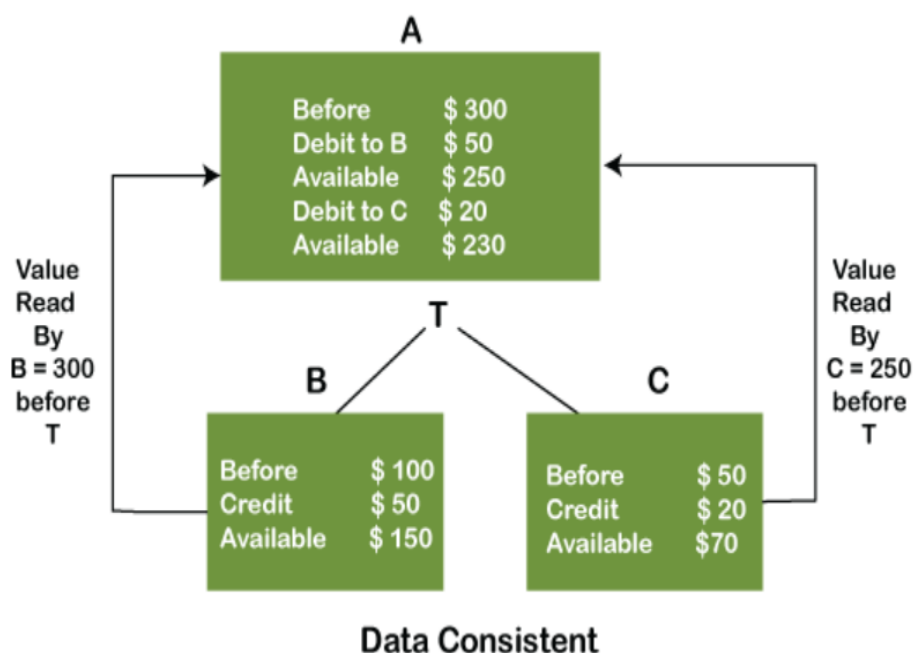 A
Before $ 300
Debit to B $ 50
Available $ 250
Debit to C $ 20
Available $ 230
Value
Read
By
B = 300
before
T
Value
Read
By
C = 250
before
T
T
B
C
Before $ 100
Credit $ 50
Available $ 150
Before $ 50
Credit $ 20
Available $70
Data Consistent